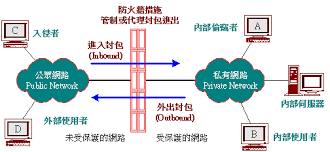 防火牆措施
管制或代理封包進出
C
入侵者
進入封包
(Inbound)
內部偷竊者
A
公眾網路
Public Network
私有網路
Private Network
內部伺服器
D
外部使用者
外出封包
(Outbound)
B
內部使用者
未受保護的網路
受保護的網路